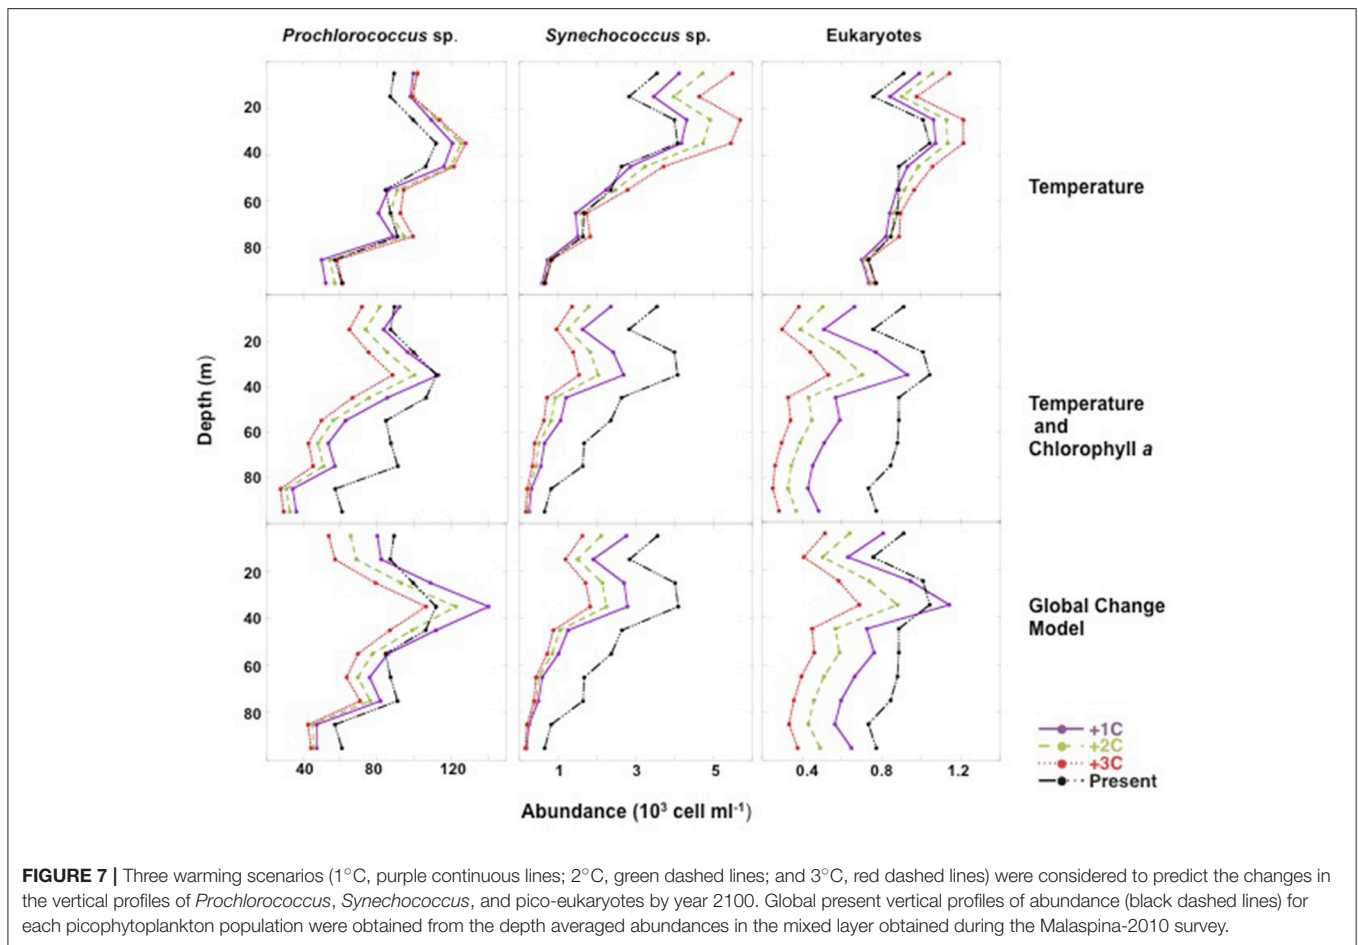 Prochlorococcus sp.
Synechococcus sp.
Eukaryotes
20
40
60
80
Temperature
20
40
60
80
Depth (m)
Temperature
and
Chlorophyll a
20
40
60
80
Global Change
Model
40 80 120
1 3 5
0.4 0.8 1.2
+1C
+2C
+3C
Present
Abundance (10³ cell ml⁻¹)
FIGURE 7 | Three warming scenarios (1°C, purple continuous lines; 2°C, green dashed lines; and 3°C, red dashed lines) were considered to predict the changes in
the vertical profiles of Prochlorococcus, Synechococcus, and pico-eukaryotes by year 2100. Global present vertical profiles of abundance (black dashed lines) for
each picophytoplankton population were obtained from the depth averaged abundances in the mixed layer obtained during the Malaspina-2010 survey.